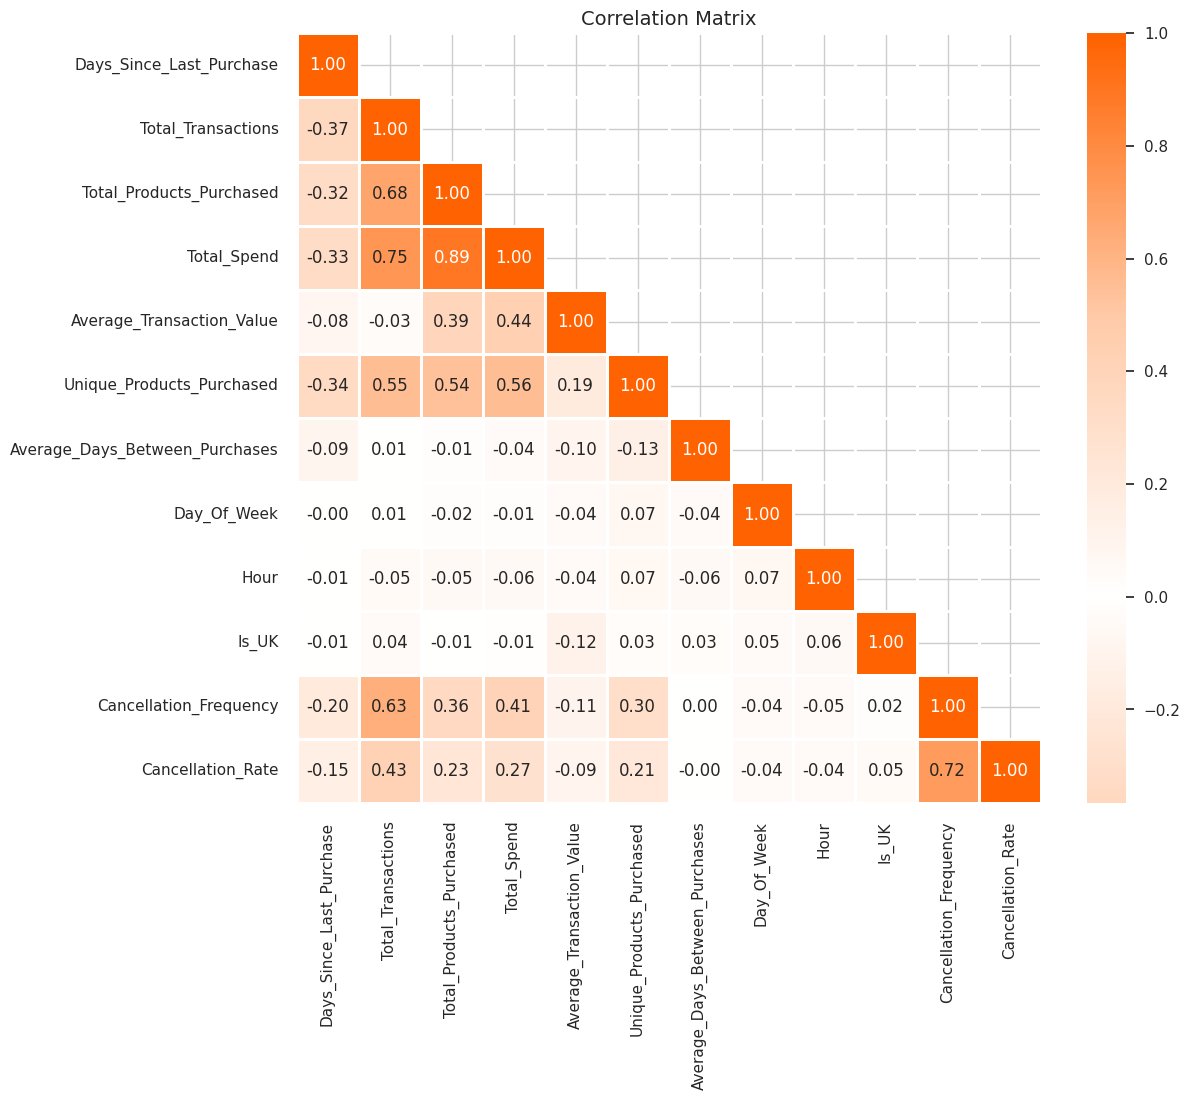 Correlation Matrix
Days_Since_Last_Purchase 1.00
Total_Transactions -0.37 1.00
Total_Products_Purchased -0.32 0.68 1.00
Total_Spend -0.33 0.75 0.89 1.00
Average_Transaction_Value -0.08 -0.03 0.39 0.44 1.00
Unique_Products_Purchased -0.34 0.55 0.54 0.56 0.19 1.00
Average_Days_Between_Purchases -0.09 0.01 -0.01 -0.04 -0.10 -0.13 1.00
Day_Of_Week -0.00 0.01 -0.02 -0.01 -0.04 0.07 -0.04 1.00
Hour -0.01 -0.05 -0.05 -0.06 -0.04 0.07 -0.06 0.07 1.00
Is_UK -0.01 0.04 -0.01 -0.01 -0.12 0.03 0.03 0.05 0.06 1.00
Cancellation_Frequency -0.20 0.63 0.36 0.41 -0.11 0.30 0.00 -0.04 -0.05 0.02 1.00
Cancellation_Rate -0.15 0.43 0.23 0.27 -0.09 0.21 -0.00 -0.04 -0.04 0.05 0.72 1.00
Days_Since_Last_Purchase
Total_Transactions
Total_Products_Purchased
Total_Spend
Average_Transaction_Value
Unique_Products_Purchased
Average_Days_Between_Purchases
Day_Of_Week
Hour
Is_UK
Cancellation_Frequency
Cancellation_Rate
1.0
0.8
0.6
0.4
0.2
0.0
−0.2